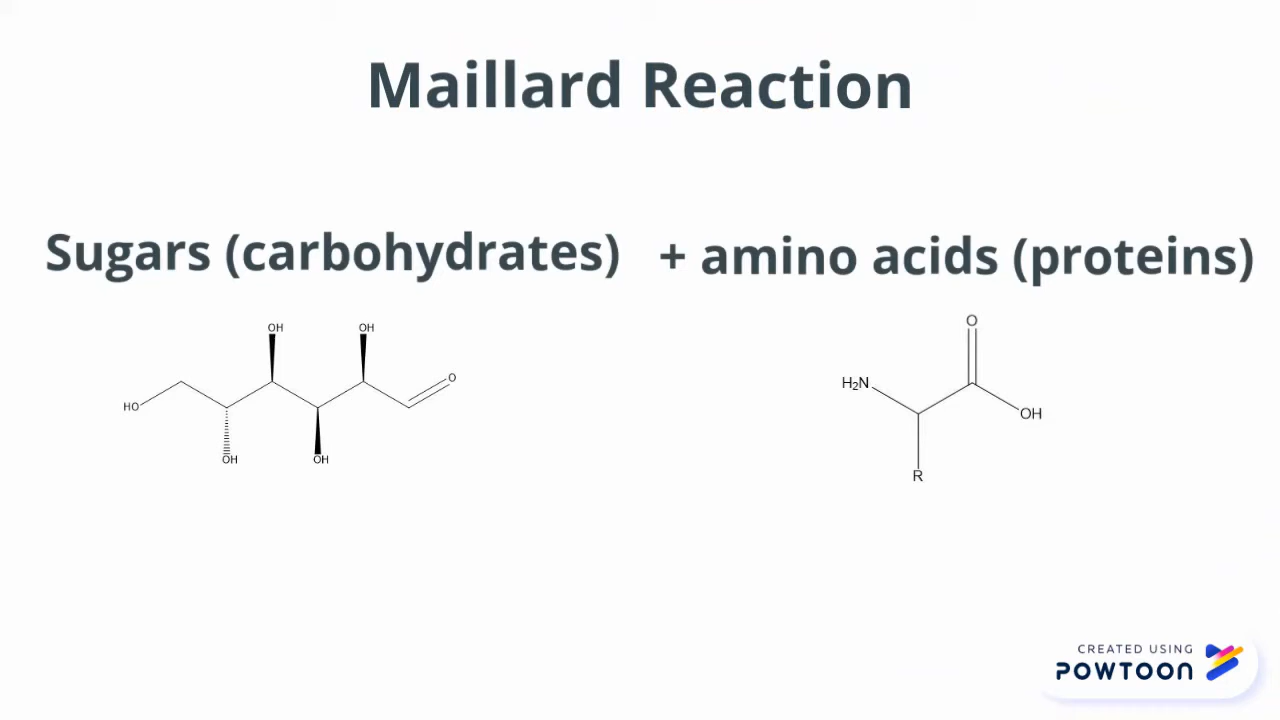 Maillard Reaction
Sugars (carbohydrates) + amino acids (proteins)
OH OH
HO O
OH OH
O
H₂N
OH
R
CREATED USING
POWTOON